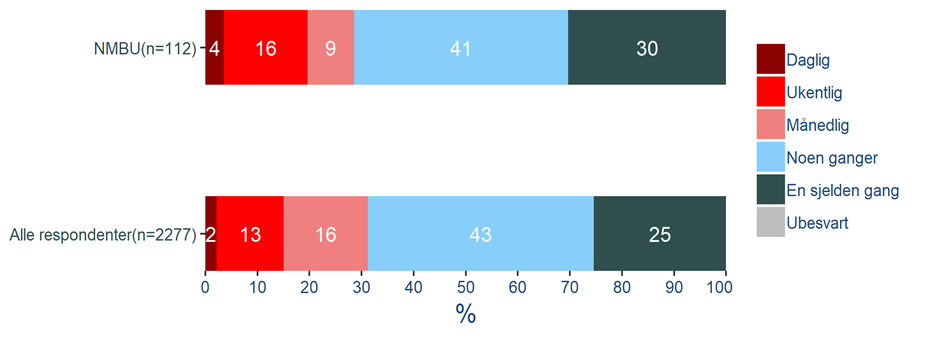 NMBU(n=112)
4 16 9 41 30
Alle respondenter(n=2277)
2 13 16 43 25
0 10 20 30 40 50 60 70 80 90 100
%
Daglig
Ukentlig
Månedlig
Noen ganger
En sjelden gang
Ubesvart